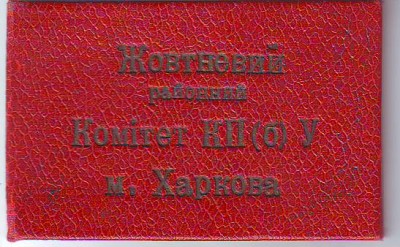 Жовтневий
районний
Комітет КП(б) У
м. Харкова